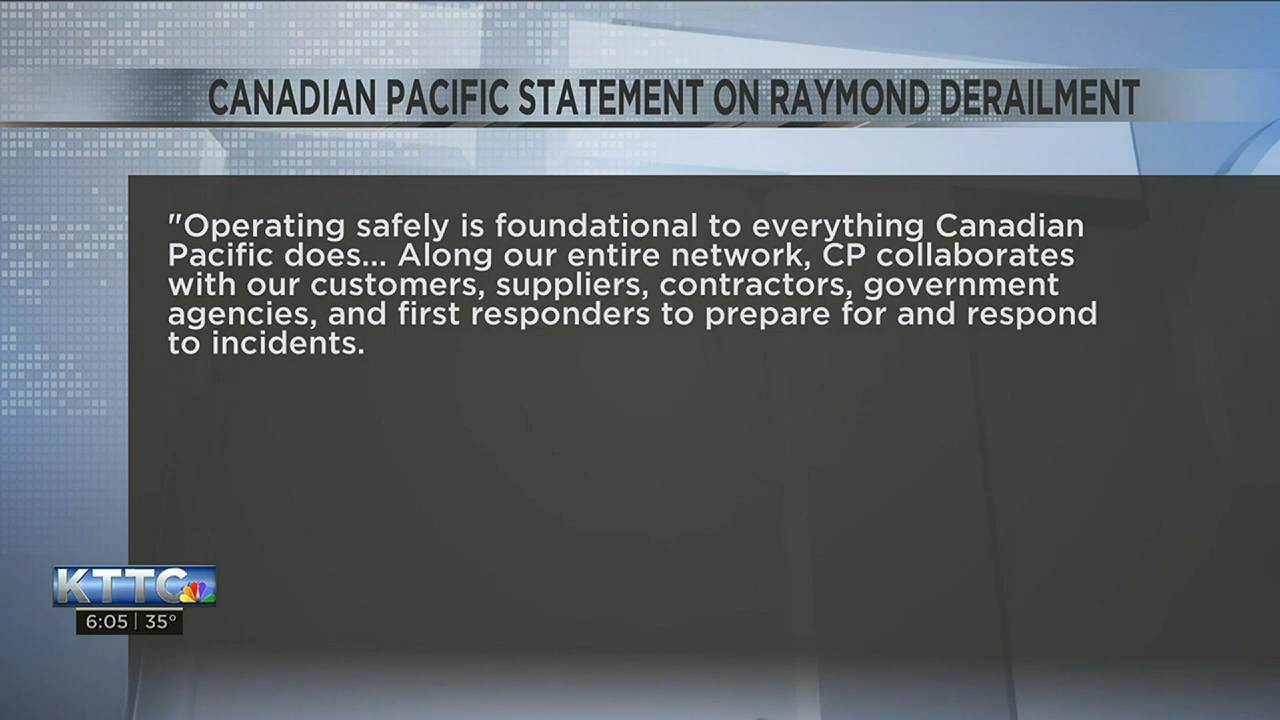 CANADIAN PACIFIC STATEMENT ON RAYMOND DERAILMENT
"Operating safely is foundational to everything Canadian
Pacific does... Along our entire network, CP collaborates
with our customers, suppliers, contractors, government
agencies, and first responders to prepare for and respond
to incidents.
KTTC
6:05 | 35°